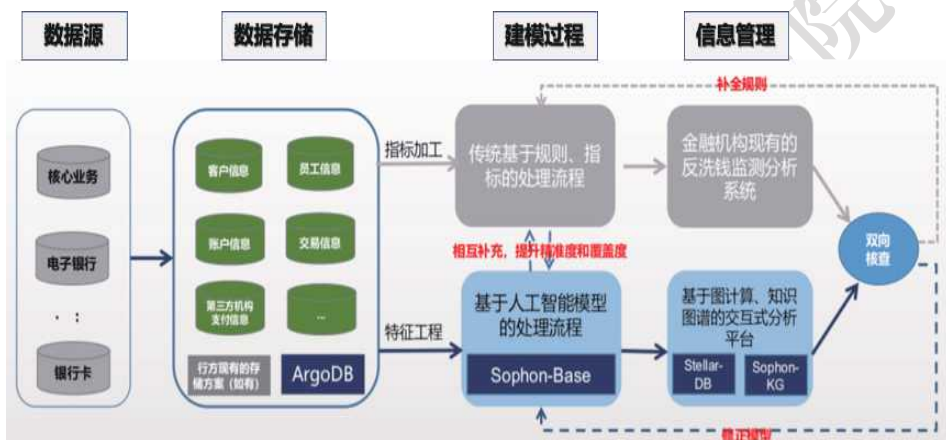 数据源
数据存储
建模过程
信息管理
院
补全规则
核心业务
电子银行
· :
银行卡
客户信息
员工信息
账户信息
交易信息
第三方机构
支付信息
...
行方现有的存
储方案（如有）
ArgoDB
指标加工
特征工程
传统基于规则、指
标的处理流程
相互补充，提升精准度和覆盖度
基于人工智能模型
的处理流程
Sophon-Base
金融机构现有的
反洗钱监测分析
系统
基于图计算、知识
图谱的交互式分析
平台
Stellar-
DB
Sophon-
KG
双向
核查
修正模型